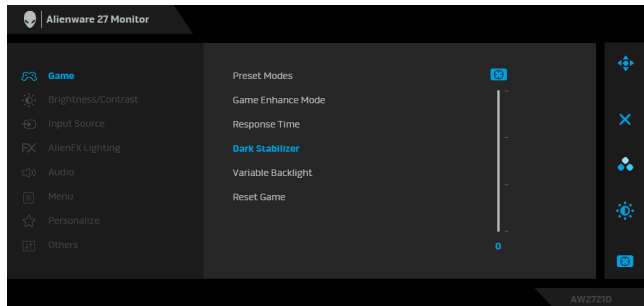 Alienware 27 Monitor
Game
Brightness/Contrast
Input Source
AlienFX Lighting
Audio
Menu
Personalize
Others
Preset Modes
Game Enhance Mode
Response Time
Dark Stabilizer
Variable Backlight
Reset Game
0
AW2721D